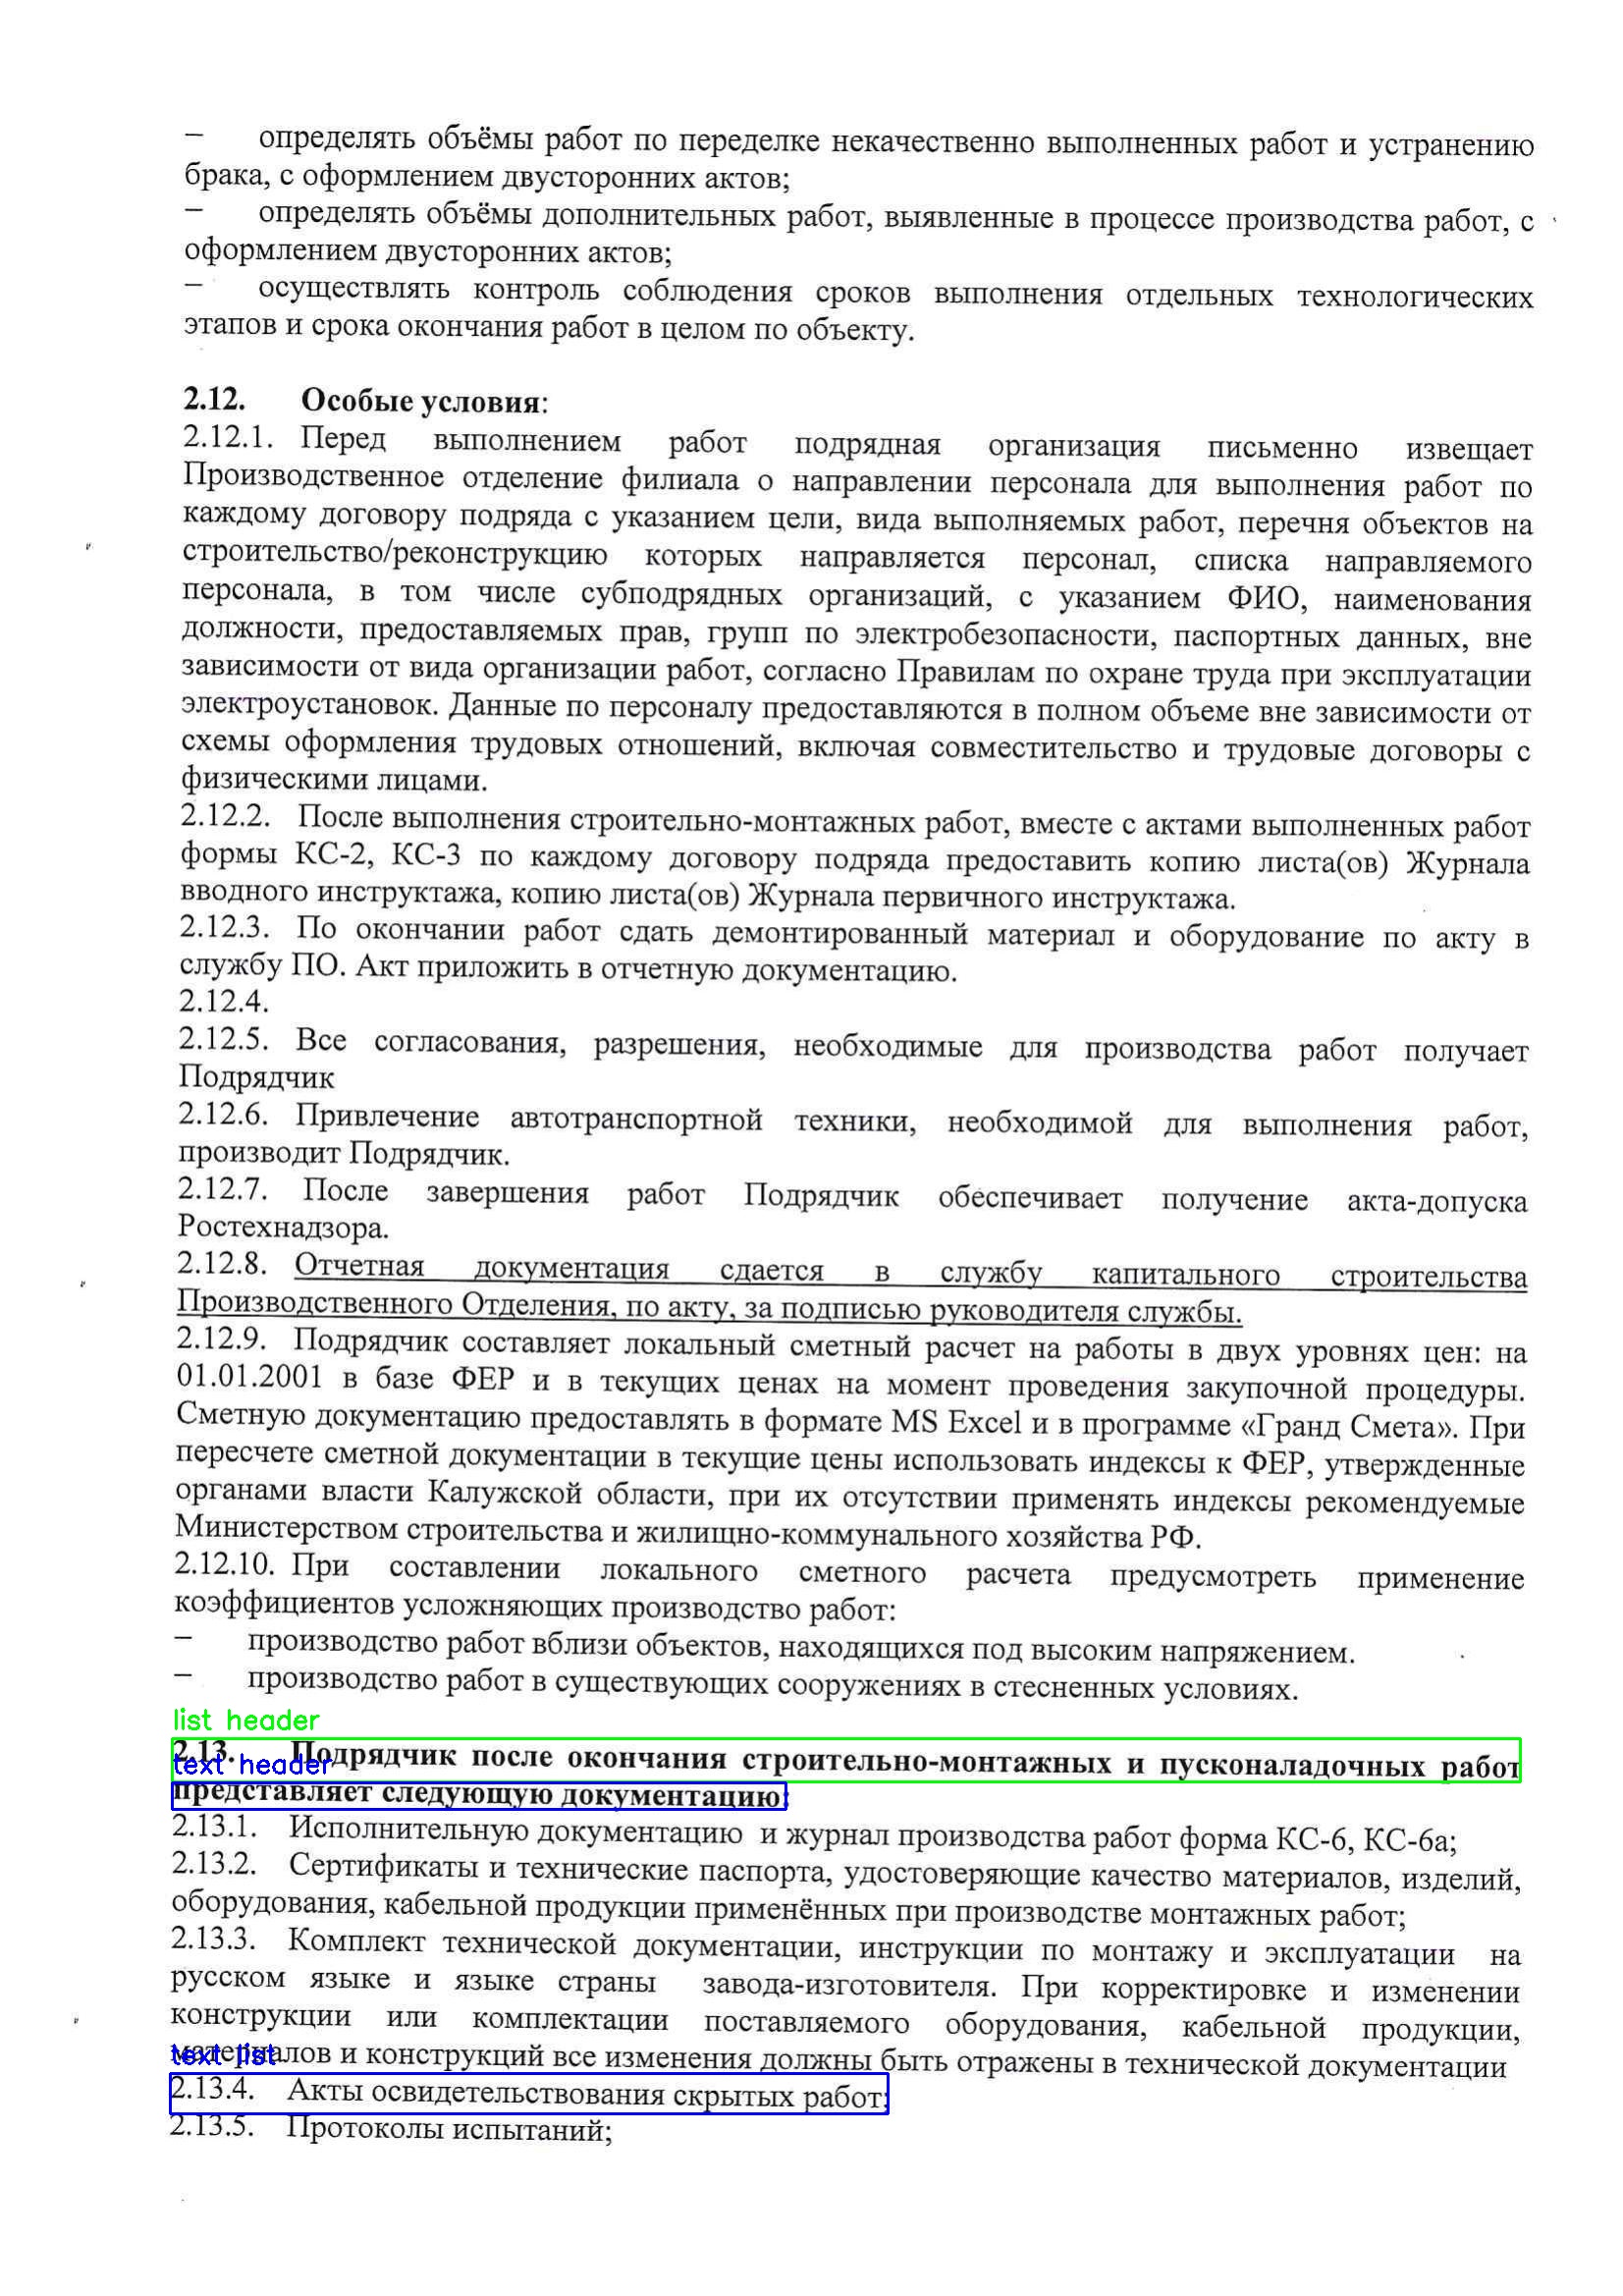 – определять объёмы работ по переделке некачественно выполненных работ и устранению
брака, с оформлением двусторонних актов;
– определять объёмы дополнительных работ, выявленные в процессе производства работ, с
оформлением двусторонних актов;
– осуществлять контроль соблюдения сроков выполнения отдельных технологических
этапов и срока окончания работ в целом по объекту.
2.12. Особые условия:
2.12.1. Перед выполнением работ подрядная организация письменно извещает
Производственное отделение филиала о направлении персонала для выполнения работ по
каждому договору подряда с указанием цели, вида выполняемых работ, перечня объектов на
строительство/реконструкцию которых направляется персонал, списка направляемого
персонала, в том числе субподрядных организаций, с указанием ФИО, наименования
должности, предоставляемых прав, групп по электробезопасности, паспортных данных, вне
зависимости от вида организации работ, согласно Правилам по охране труда при эксплуатации
электроустановок. Данные по персоналу предоставляются в полном объеме вне зависимости от
схемы оформления трудовых отношений, включая совместительство и трудовые договоры с
физическими лицами.
2.12.2. После выполнения строительно-монтажных работ, вместе с актами выполненных работ
формы КС-2, КС-3 по каждому договору подряда предоставить копию листа(ов) Журнала
вводного инструктажа, копию листа(ов) Журнала первичного инструктажа.
2.12.3. По окончании работ сдать демонтированный материал и оборудование по акту в
службу ПО. Акт приложить в отчетную документацию.
2.12.4.
2.12.5. Все согласования, разрешения, необходимые для производства работ получает
Подрядчик
2.12.6. Привлечение автотранспортной техники, необходимой для выполнения работ,
производит Подрядчик.
2.12.7. После завершения работ Подрядчик обеспечивает получение акта-допуска
Ростехнадзора.
2.12.8. Отчетная документация сдается в службу капитального строительства
Производственного Отделения, по акту, за подписью руководителя службы.
2.12.9. Подрядчик составляет локальный сметный расчет на работы в двух уровнях цен: на
01.01.2001 в базе ФЕР и в текущих ценах на момент проведения закупочной процедуры.
Сметную документацию предоставлять в формате MS Excel и в программе «Гранд Смета». При
пересчете сметной документации в текущие цены использовать индексы к ФЕР, утвержденные
органами власти Калужской области, при их отсутствии применять индексы рекомендуемые
Министерством строительства и жилищно-коммунального хозяйства РФ.
2.12.10. При составлении локального сметного расчета предусмотреть применение
коэффициентов усложняющих производство работ:
– производство работ вблизи объектов, находящихся под высоким напряжением.
– производство работ в существующих сооружениях в стесненных условиях.
list header
2.13. Подрядчик после окончания строительно-монтажных и пусконаладочных работ
text header
представляет следующую документацию:
2.13.1. Исполнительную документацию и журнал производства работ форма КС-6, КС-6а;
2.13.2. Сертификаты и технические паспорта, удостоверяющие качество материалов, изделий,
оборудования, кабельной продукции применённых при производстве монтажных работ;
2.13.3. Комплект технической документации, инструкции по монтажу и эксплуатации на
русском языке и языке страны завода-изготовителя. При корректировке и изменении
конструкции или комплектации поставляемого оборудования, кабельной продукции,
материалов и конструкций все изменения должны быть отражены в технической документации
text list
2.13.4. Акты освидетельствования скрытых работ;
2.13.5. Протоколы испытаний;